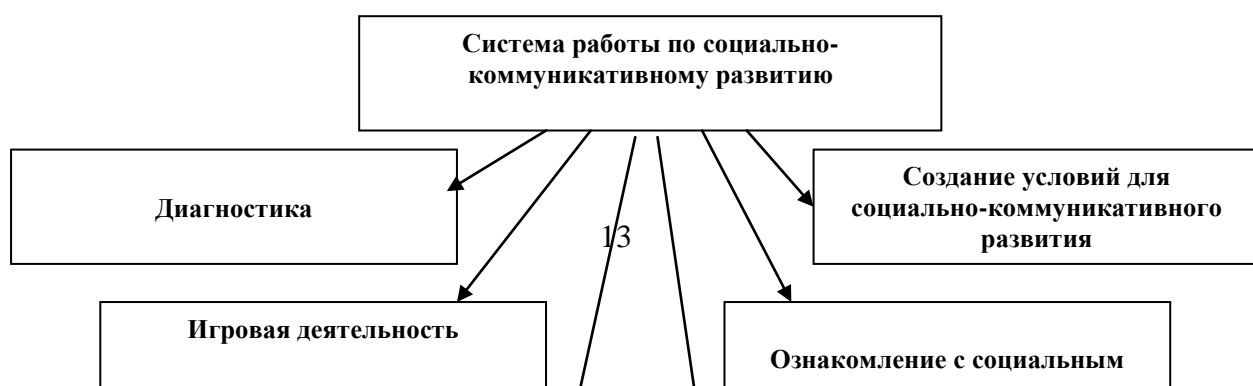 Система работы по социально-
коммуникативному развитию
Диагностика
Создание условий для
социально-коммуникативного
развития
13
Игровая деятельность
Ознакомление с социальным